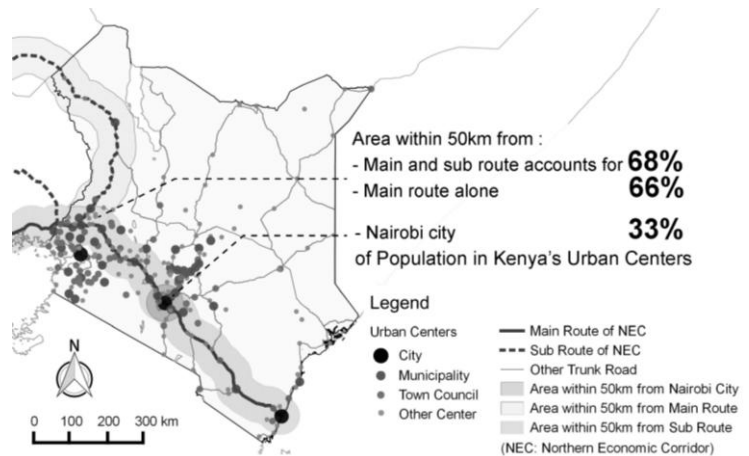 Area within 50km from :
- Main and sub route accounts for 68%
- Main route alone 66%
- Nairobi city 33%
of Population in Kenya's Urban Centers
Legend
Urban Centers
City
Municipality
Town Council
Other Center
Main Route of NEC
Sub Route of NEC
Other Trunk Road
Area within 50km from Nairobi City
Area within 50km from Main Route
Area within 50km from Sub Route
(NEC: Northern Economic Corridor)
N
0 100 200 300 km